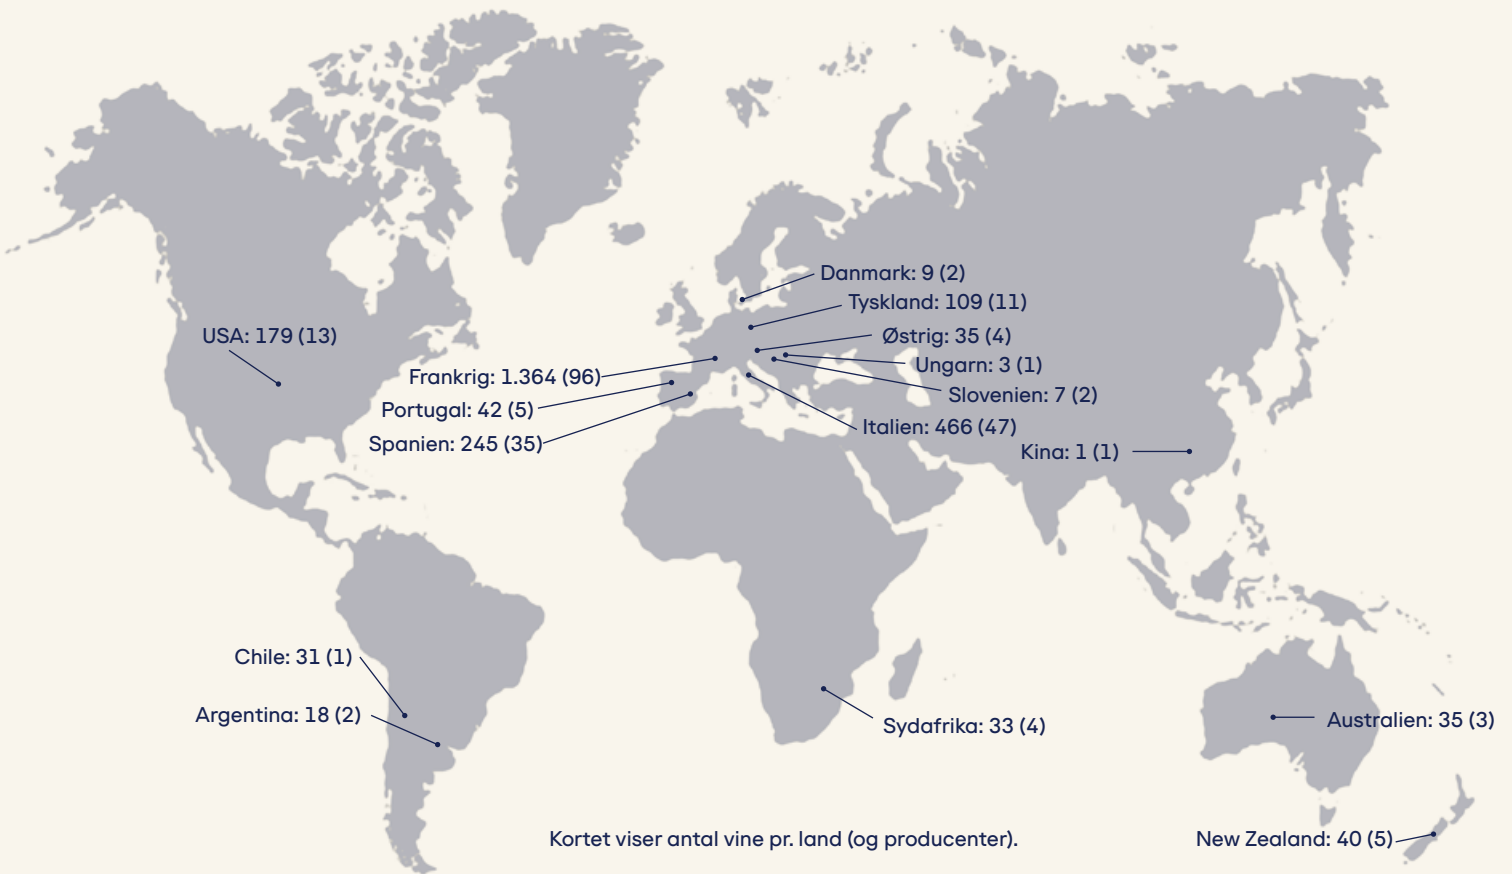 Danmark: 9 (2)
Tyskland: 109 (11)
USA: 179 (13)
Østrig: 35 (4)
Ungarn: 3 (1)
Frankrig: 1.364 (96)
Slovenien: 7 (2)
Portugal: 42 (5)
Italien: 466 (47)
Spanien: 245 (35)
Kina: 1 (1)
Chile: 31 (1)
Argentina: 18 (2)
Australien: 35 (3)
Sydafrika: 33 (4)
Kortet viser antal vine pr. land (og producenter).
New Zealand: 40 (5)